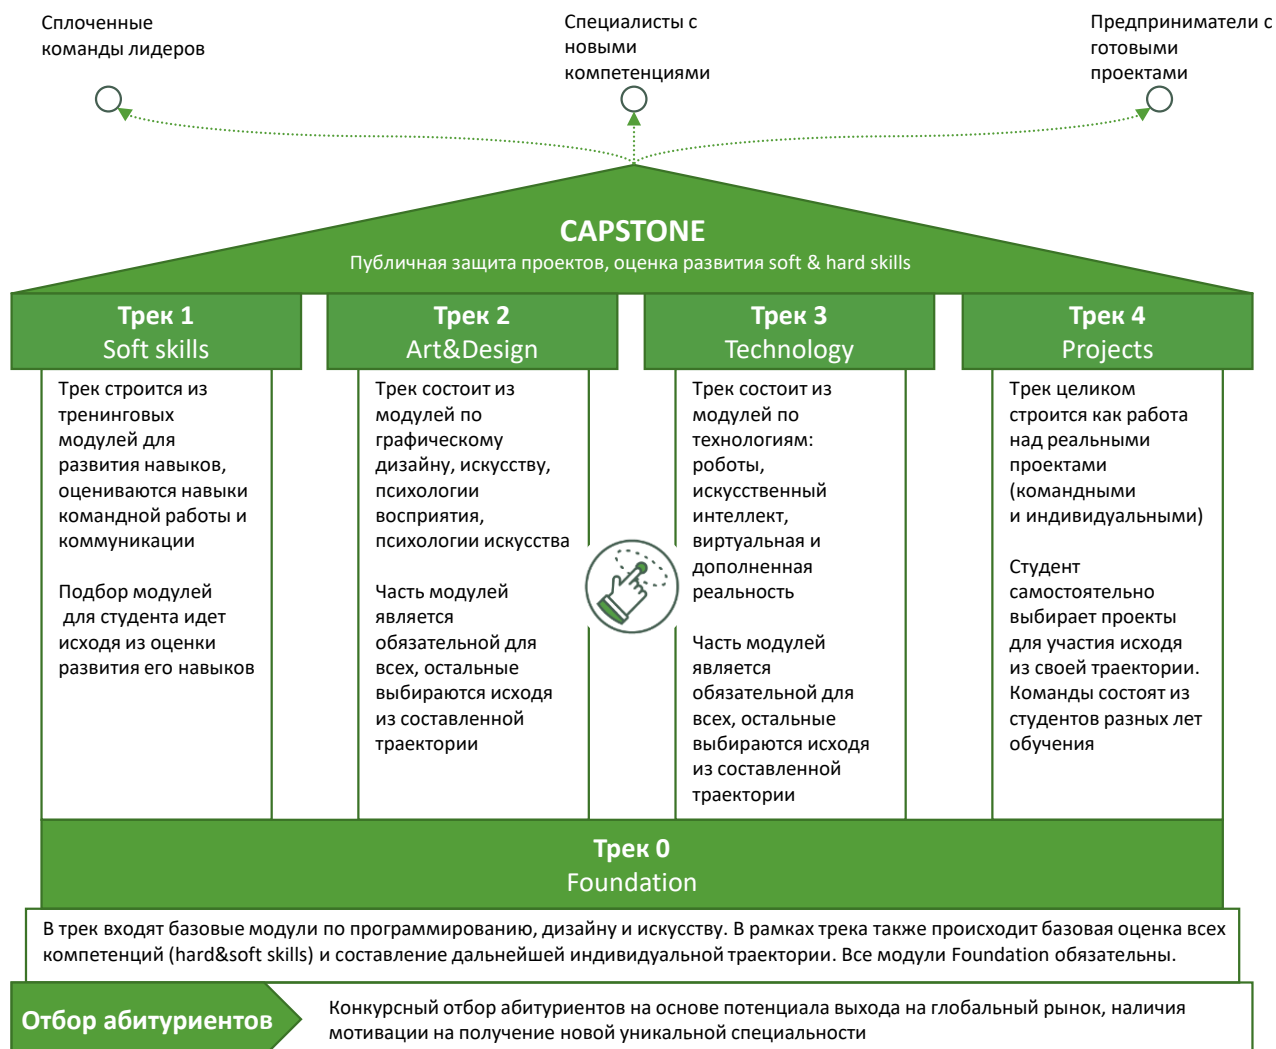 Сплоченные
команды лидеров
Специалисты с
новыми
компетенциями
Предприниматели с
готовыми
проектами
CAPSTONE
Публичная защита проектов, оценка развития soft & hard skills
Трек 1
Soft skills
Трек строится из
тренинговых
модулей для
развития навыков,
оцениваются навыки
командной работы и
коммуникации
Подбор модулей
для студента идет
исходя из оценки
развития его навыков
Трек 2
Art&Design
Трек состоит из
модулей по
графическому
дизайну, искусству,
психологии
восприятия,
психологии искусства
Часть модулей
является
обязательной для
всех, остальные
выбираются исходя
из составленной
траектории
Трек 3
Technology
Трек состоит из
модулей по
технологиям:
роботы,
искусственный
интеллект,
виртуальная и
дополненная
реальность
Часть модулей
является
обязательной для
всех, остальные
выбираются исходя
из составленной
траектории
Трек 4
Projects
Трек целиком
строится как работа
над реальными
проектами
(командными
и индивидуальными)
Студент
самостоятельно
выбирает проекты
для участия исходя
из своей траектории.
Команды состоят из
студентов разных лет
обучения
Трек 0
Foundation
В трек входят базовые модули по программированию, дизайну и искусству. В рамках трека также происходит базовая оценка всех
компетенций (hard&soft skills) и составление дальнейшей индивидуальной траектории. Все модули Foundation обязательны.
Отбор абитуриентов
Конкурсный отбор абитуриентов на основе потенциала выхода на глобальный рынок, наличия
мотивации на получение новой уникальной специальности